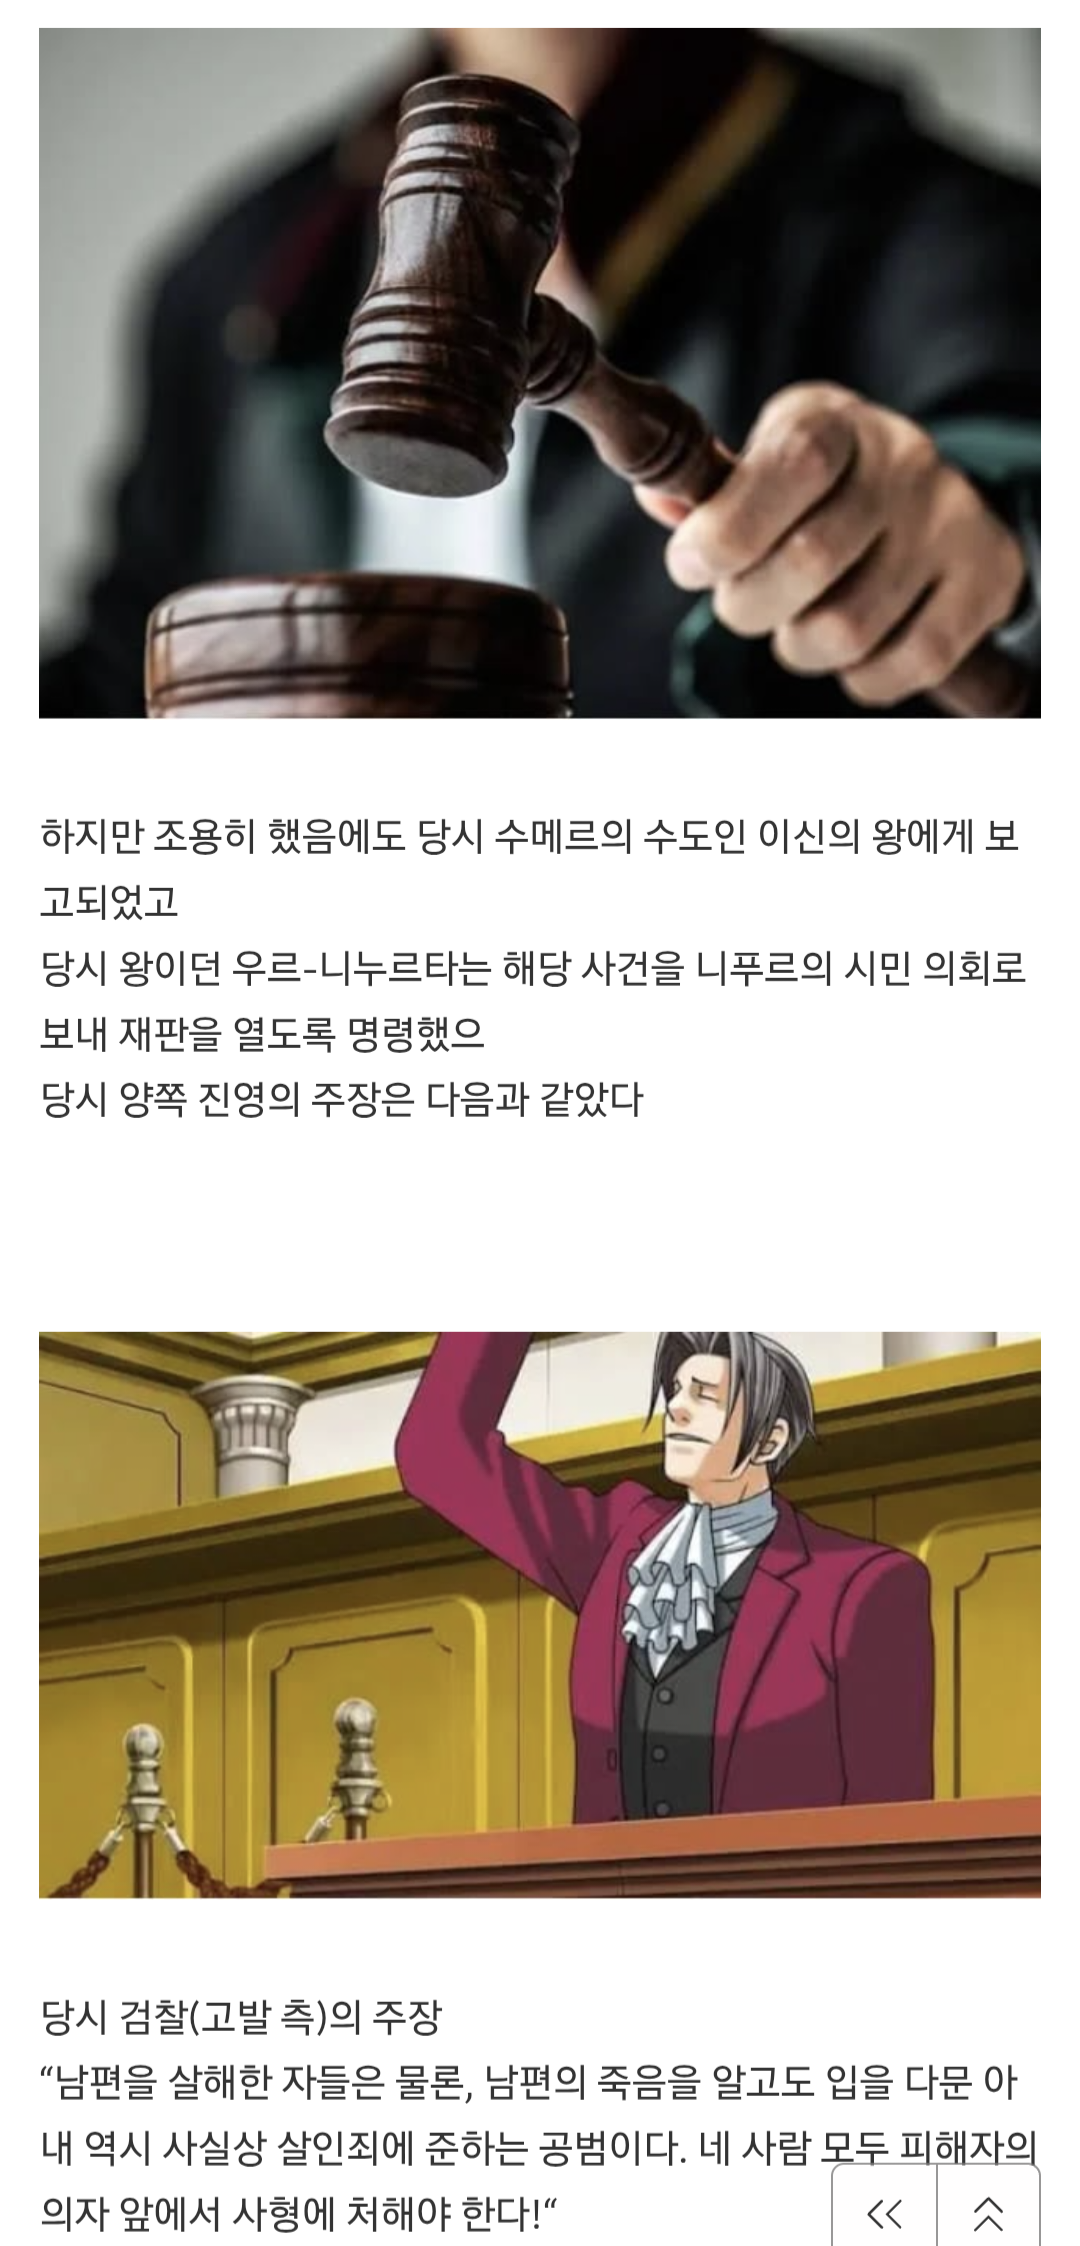 하지만 조용히 했음에도 당시 수메르의 수도인 이신의 왕에게 보
고되었고
당시 왕이던 우르-니누르타는 해당 사건을 니푸르의 시민 의회로
보내 재판을 열도록 명령했으
당시 양쪽 진영의 주장은 다음과 같았다
당시 검찰(고발 측)의 주장
“남편을 살해한 자들은 물론, 남편의 죽음을 알고도 입을 다문 아
내 역시 사실상 살인죄에 준하는 공범이다. 네 사람 모두 피해자의
의자 앞에서 사형에 처해야 한다!“